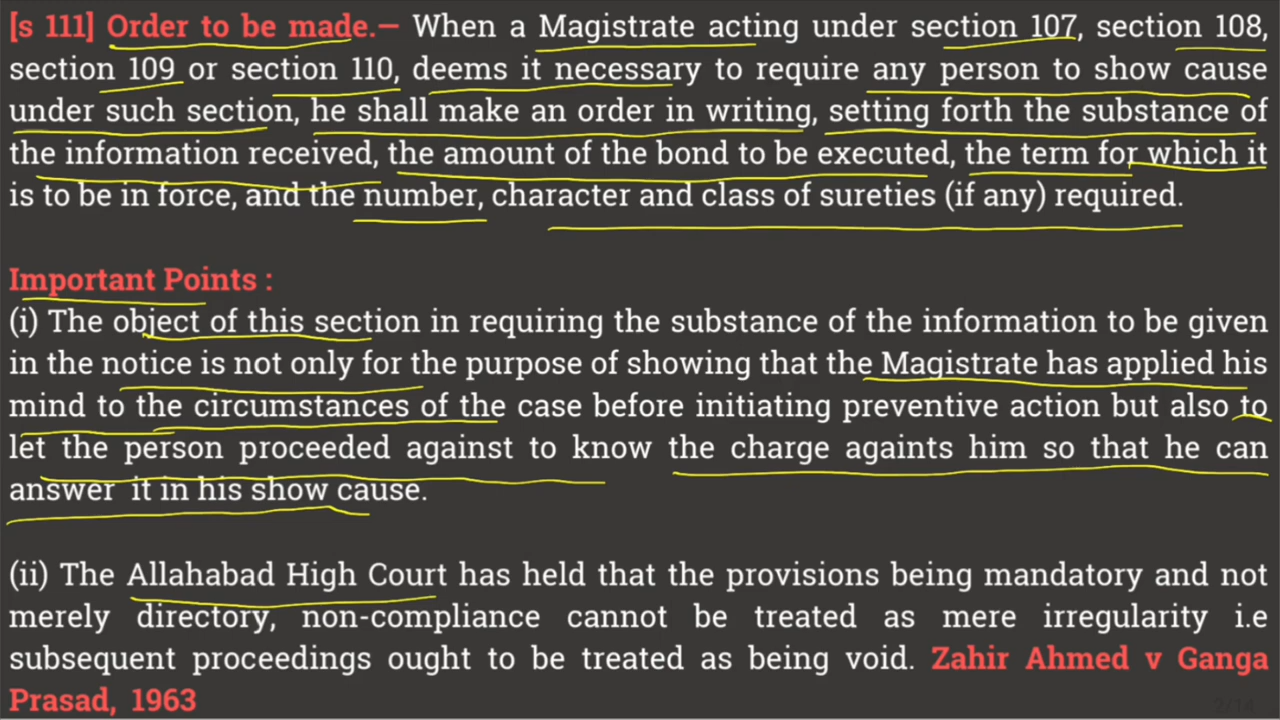 [s 111] Order to be made.— When a Magistrate acting under section 107, section 108,
section 109 or section 110, deems it necessary to require any person to show cause
under such section, he shall make an order in writing, setting forth the substance of
the information received, the amount of the bond to be executed, the term for which it
is to be in force, and the number, character and class of sureties (if any) required.
Important Points :
(i) The object of this section in requiring the substance of the information to be given
in the notice is not only for the purpose of showing that the Magistrate has applied his
mind to the circumstances of the case before initiating preventive action but also to
let the person proceeded against to know the charge againts him so that he can
answer it in his show cause.
(ii) The Allahabad High Court has held that the provisions being mandatory and not
merely directory, non-compliance cannot be treated as mere irregularity i.e
subsequent proceedings ought to be treated as being void. Zahir Ahmed v Ganga
Prasad, 1963
2/14